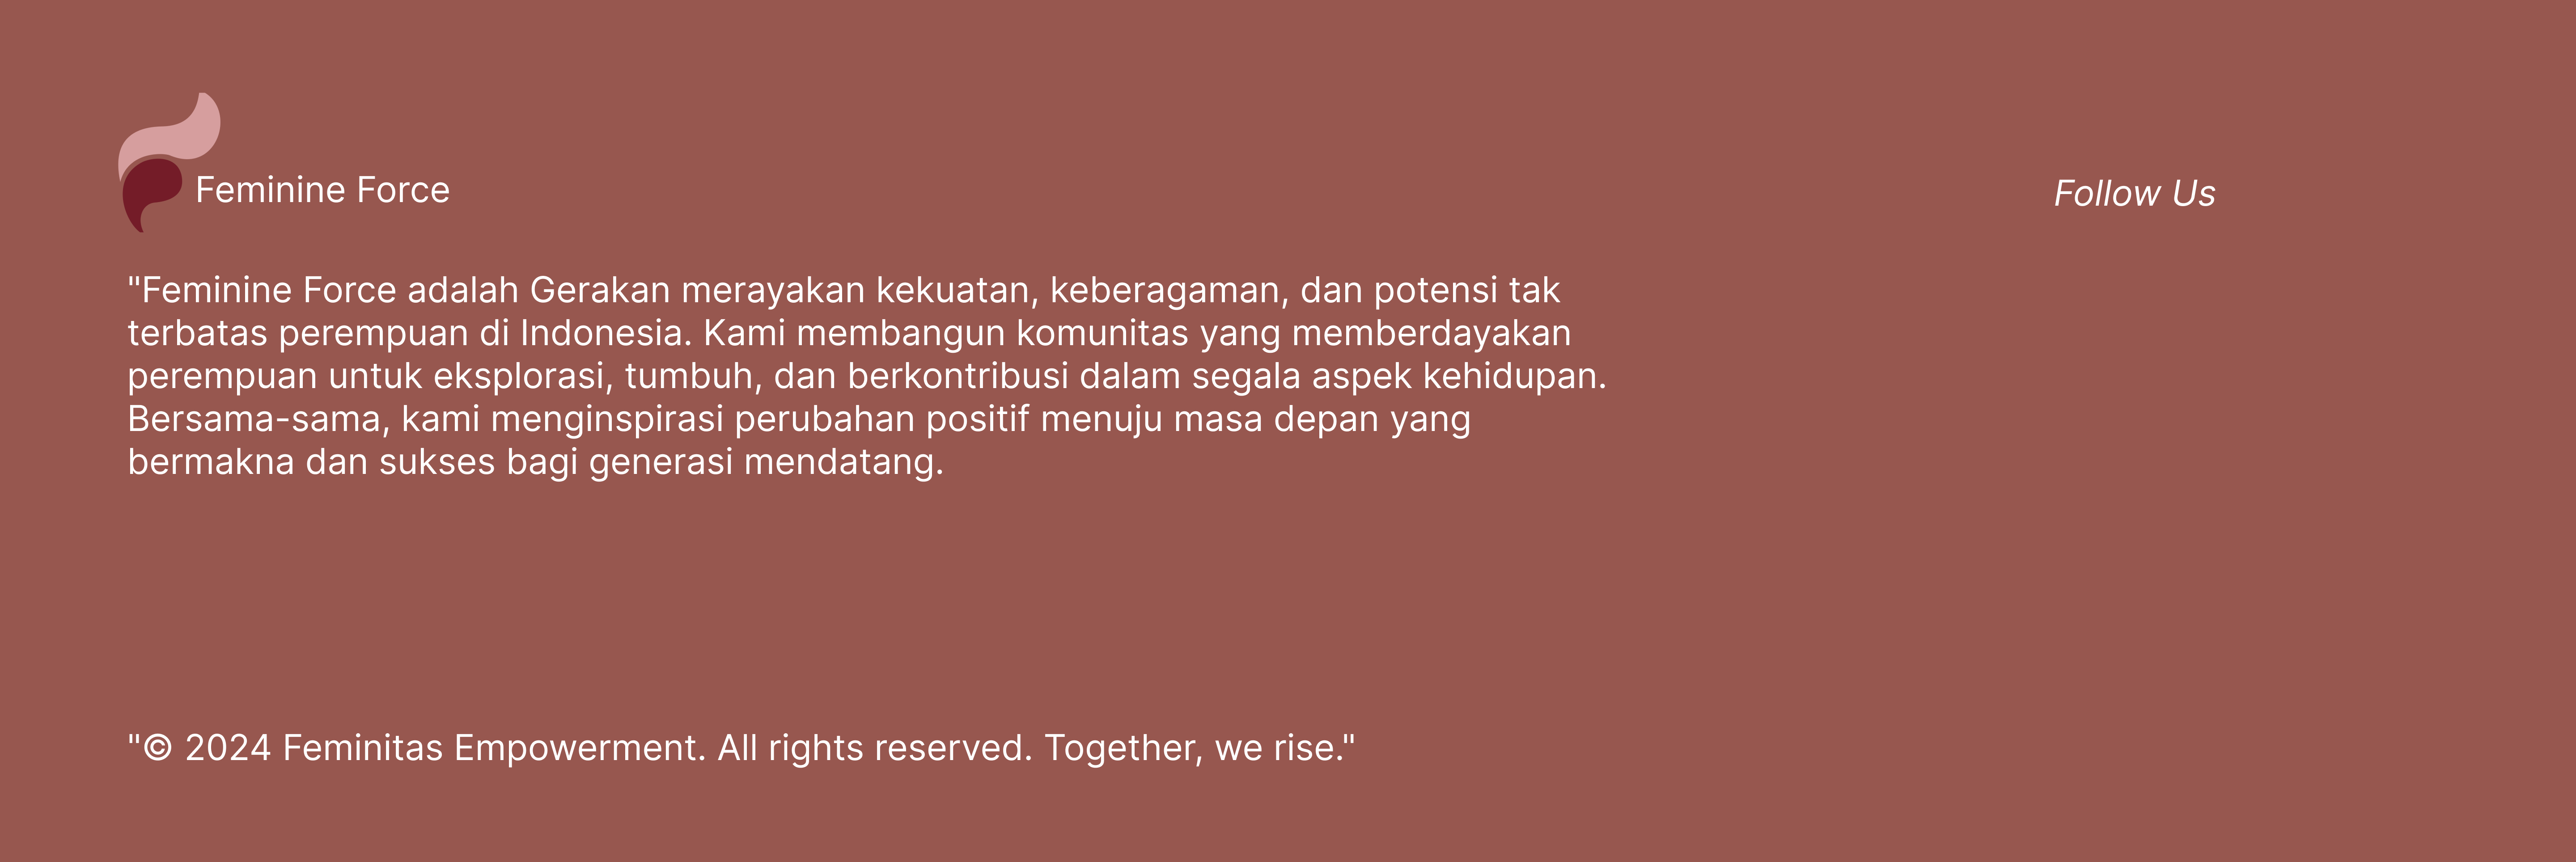 Feminine Force
Follow Us
"Feminine Force adalah Gerakan merayakan kekuatan, keberagaman, dan potensi tak
terbatas perempuan di Indonesia. Kami membangun komunitas yang memberdayakan
perempuan untuk eksplorasi, tumbuh, dan berkontribusi dalam segala aspek kehidupan.
Bersama-sama, kami menginspirasi perubahan positif menuju masa depan yang
bermakna dan sukses bagi generasi mendatang.
"© 2024 Feminitas Empowerment. All rights reserved. Together, we rise."